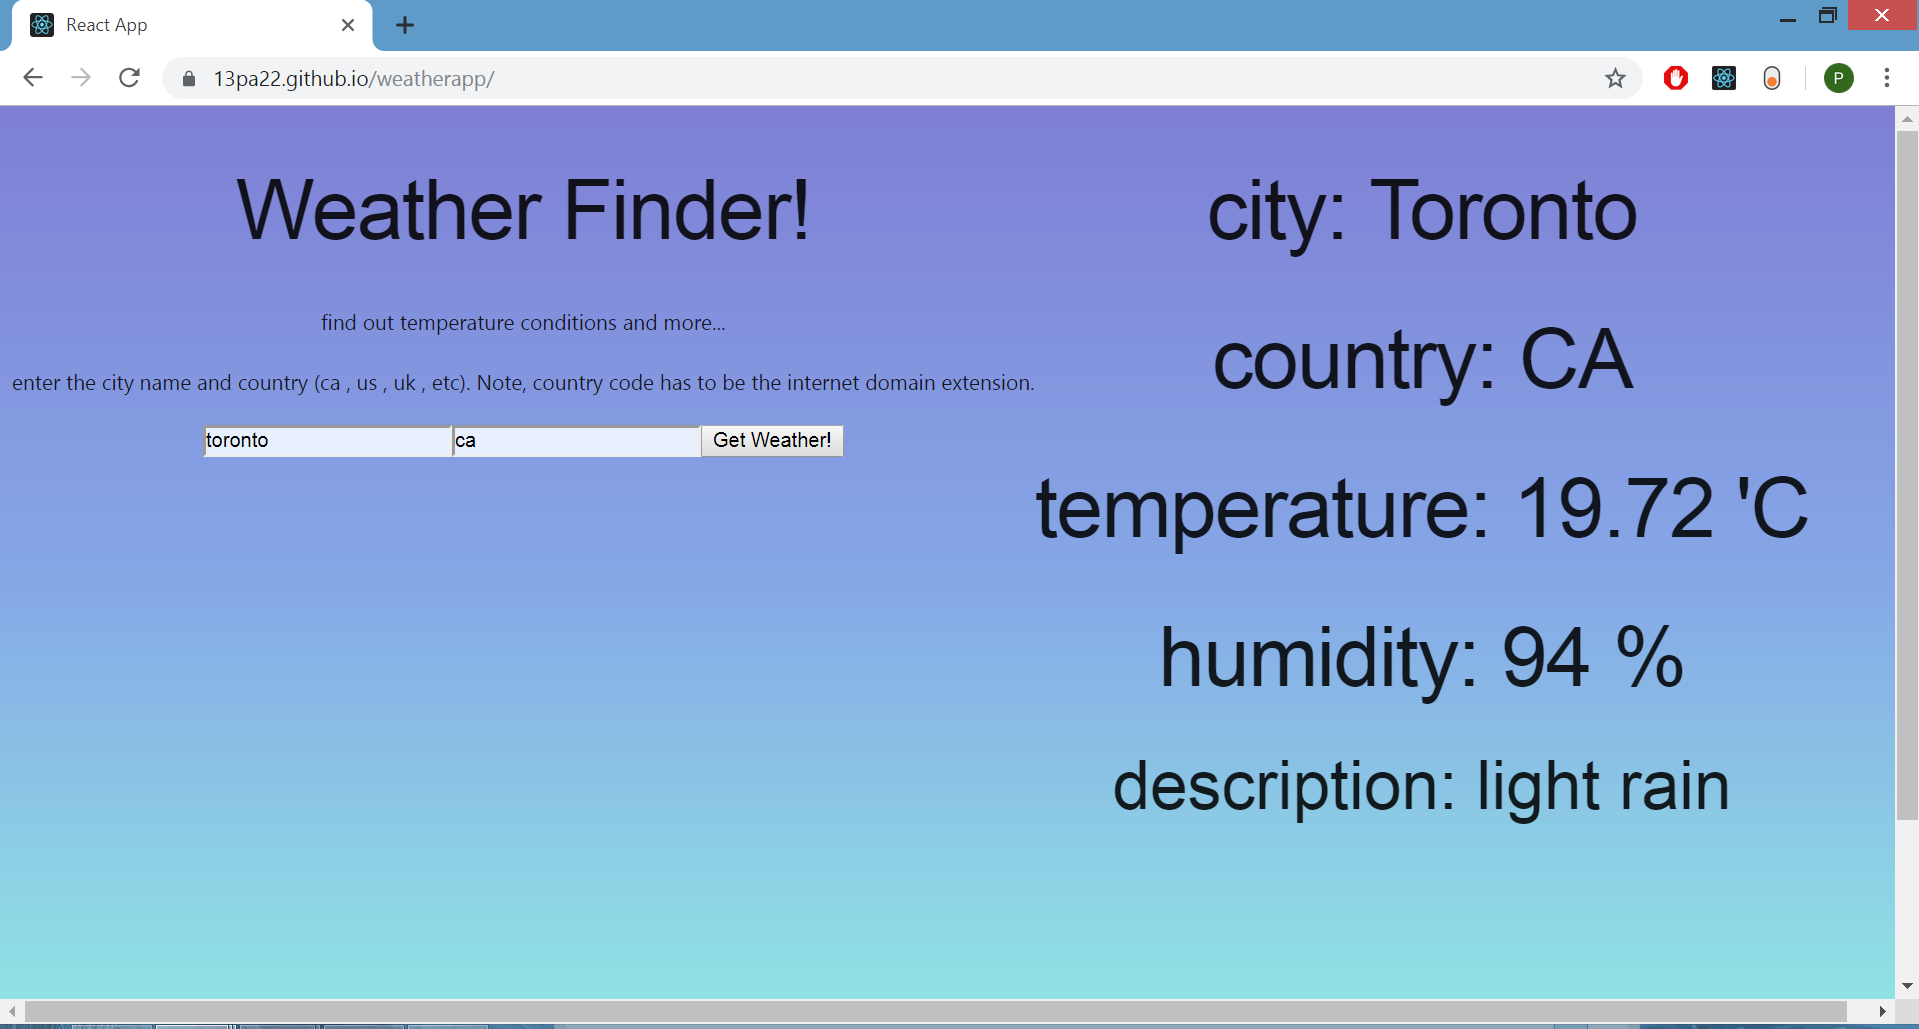 React App
13pa22.github.io/weatherapp/
P
Weather Finder!
find out temperature conditions and more...
enter the city name and country (ca , us , uk , etc). Note, country code has to be the internet domain extension.
toronto
ca
Get Weather!
city: Toronto
country: CA
temperature: 19.72 'C
humidity: 94 %
description: light rain